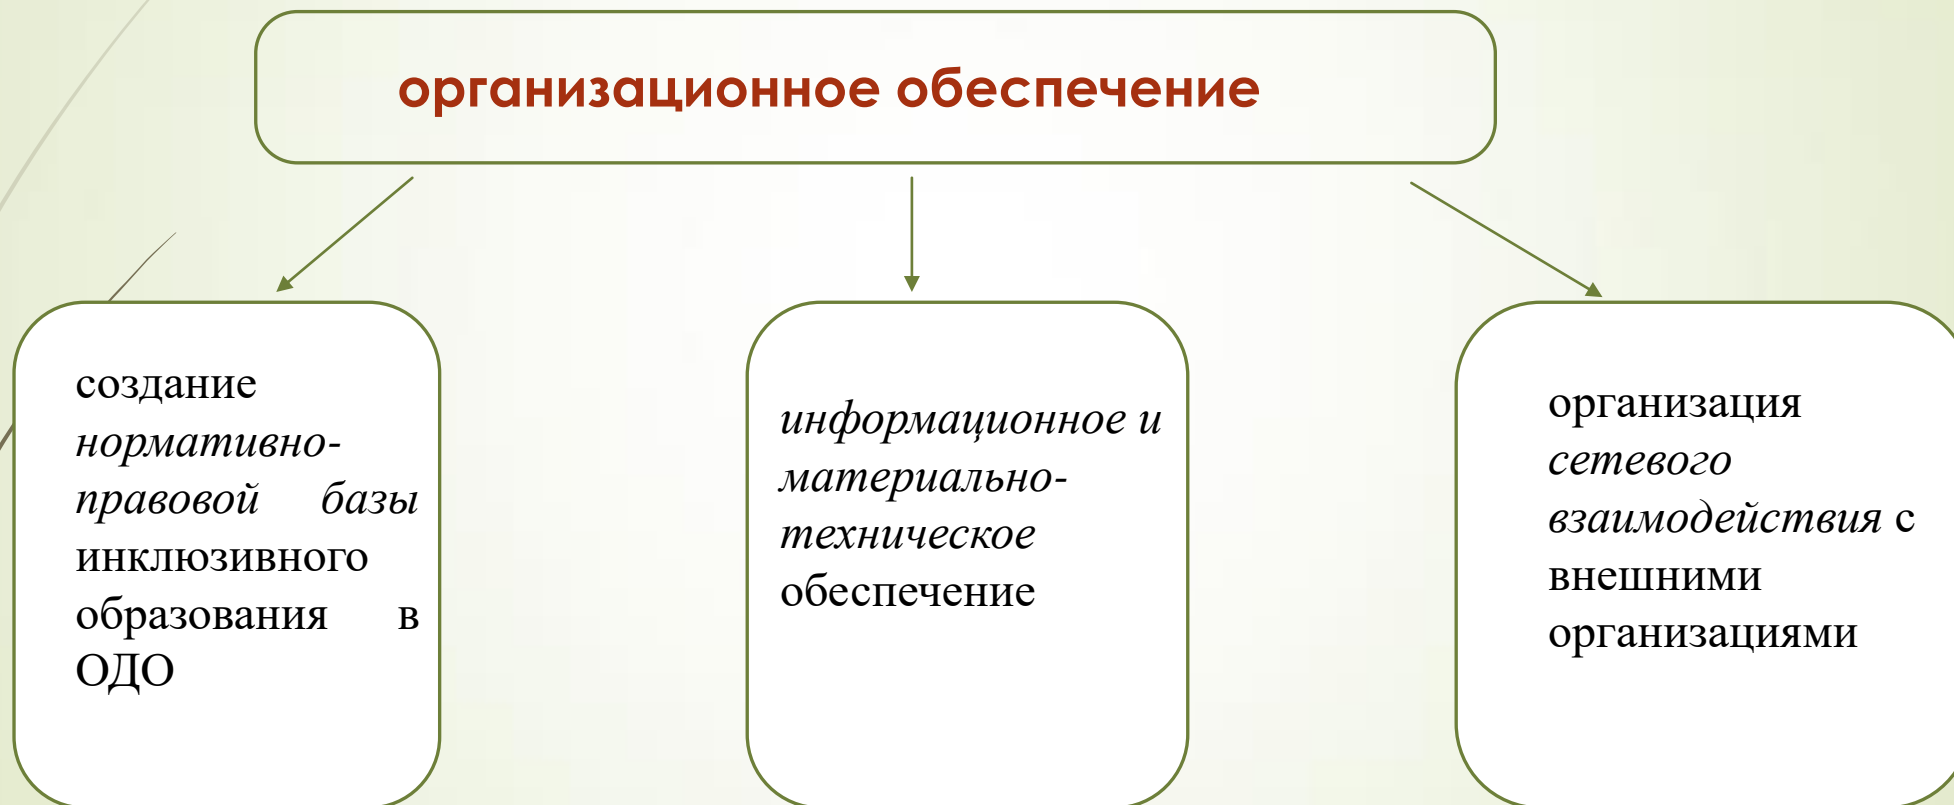 организационное обеспечение
создание
нормативно-
правовой базы
инклюзивного
образования в
ОДО
информационное и
материально-
техническое
обеспечение
организация
сетевого
взаимодействия с
внешними
организациями